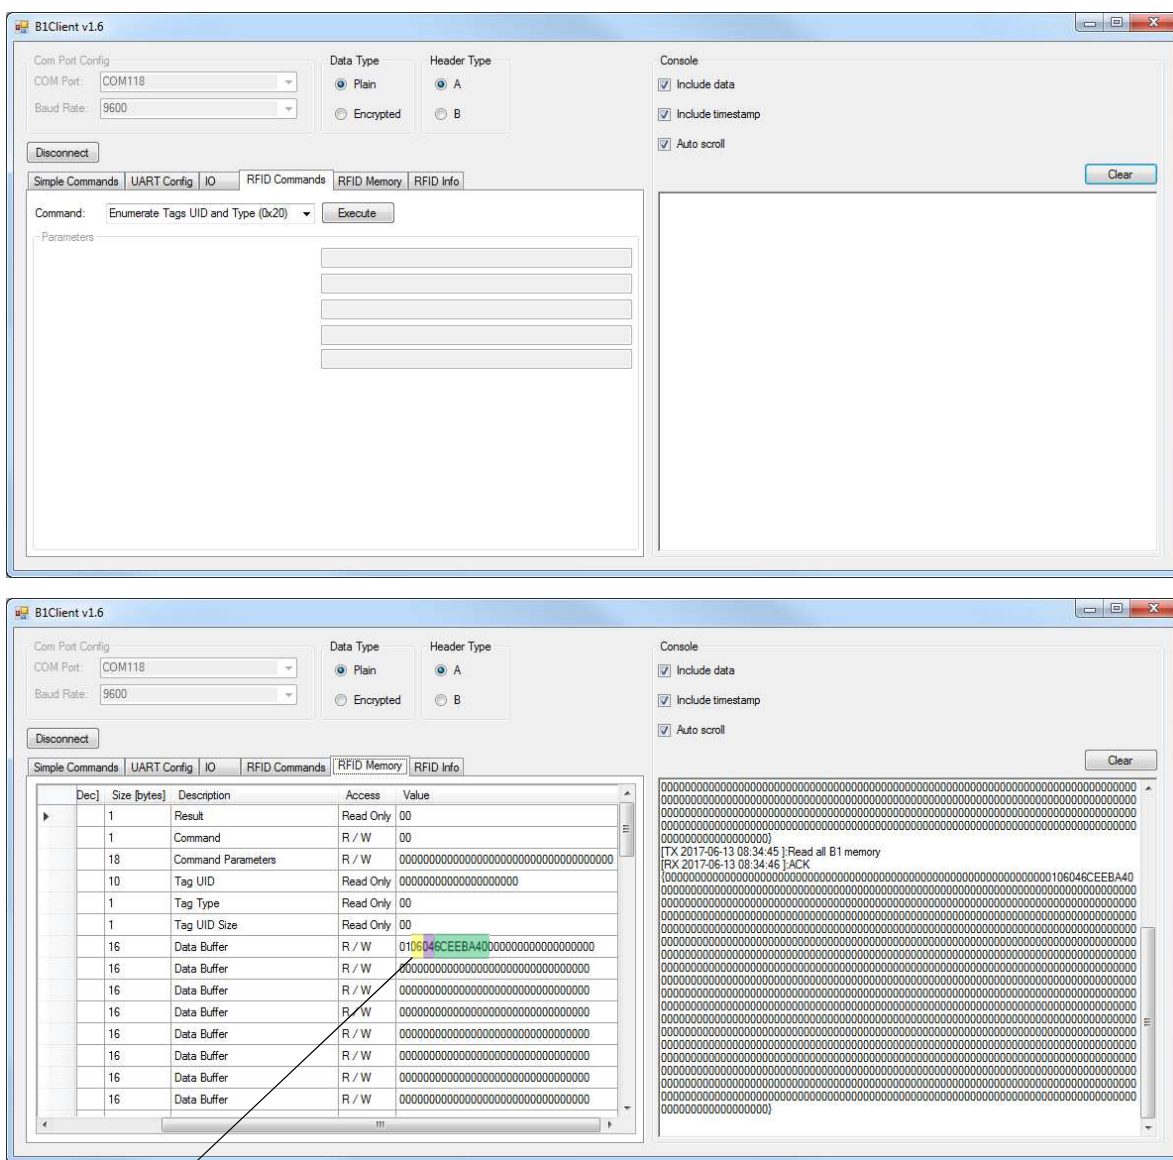 B1Client v1.6
Com Port Config
COM Port: COM118
Baud Rate: 9600
Data Type
Plain
Encrypted
Header Type
A
B
Disconnect
Simple Commands UART Config IO RFID Commands RFID Memory RFID Info
Command: Enumerate Tags UID and Type (0x20) Execute
Parameters
Console
Include data
Include timestamp
Auto scroll
Clear
B1Client v1.6
Com Port Config
COM Port: COM118
Baud Rate: 9600
Data Type
Plain
Encrypted
Header Type
A
B
Disconnect
Simple Commands UART Config IO RFID Commands RFID Memory RFID Info
Dec] Size [bytes] Description Access Value
1 Result Read Only 00
1 Command R / W 00
18 Command Parameters R / W 000000000000000000000000000000000000
10 Tag UID Read Only 00000000000000000000
1 Tag Type Read Only 00
1 Tag UID Size Read Only 00
16 Data Buffer R / W 0106046CEEBA40000000000000000000
16 Data Buffer R / W 00000000000000000000000000000000
16 Data Buffer R / W 00000000000000000000000000000000
16 Data Buffer R / W 00000000000000000000000000000000
16 Data Buffer R / W 00000000000000000000000000000000
16 Data Buffer R / W 00000000000000000000000000000000
16 Data Buffer R / W 00000000000000000000000000000000
16 Data Buffer R / W 00000000000000000000000000000000
Console
Include data
Include timestamp
Auto scroll
Clear
[TX 2017-06-13 08:34:45 ]:Read all B1 memory
[RX 2017-06-13 08:34:46 ]:ACK